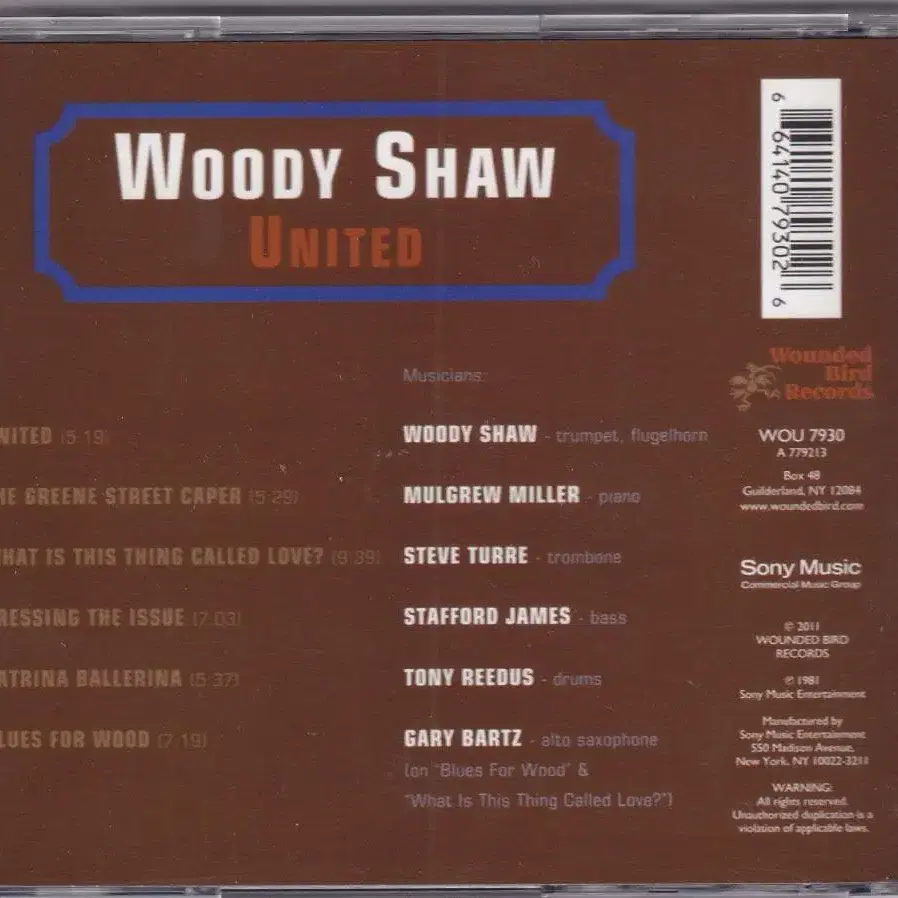 WOODY SHAW
UNITED
6 64140 79302 6
Wounded
Bird
Records
WOU 7930
A 779213
Box 48
Guilderland, NY 12084
www.woundedbird.com
Sony Music
Commercial Music Group
© 2011
WOUNDED BIRD
RECORDS
℗ 1981
Sony Music Entertainment
Manufactured by
Sony Music Entertainment
550 Madison Avenue,
New York, NY 10022-3211
WARNING:
All rights reserved.
Unauthorized duplication is a
violation of applicable laws.
NITED (5:19)
HE GREENE STREET CAPER (5:29)
HAT IS THIS THING CALLED LOVE? (9:39)
RESSING THE ISSUE (7:03)
ATRINA BALLERINA (5:37)
LUES FOR WOOD (7:19)
Musicians:
WOODY SHAW - trumpet, flugelhorn
MULGREW MILLER - piano
STEVE TURRE - trombone
STAFFORD JAMES - bass
TONY REEDUS - drums
GARY BARTZ - alto saxophone
(on "Blues For Wood" &
"What Is This Thing Called Love?")